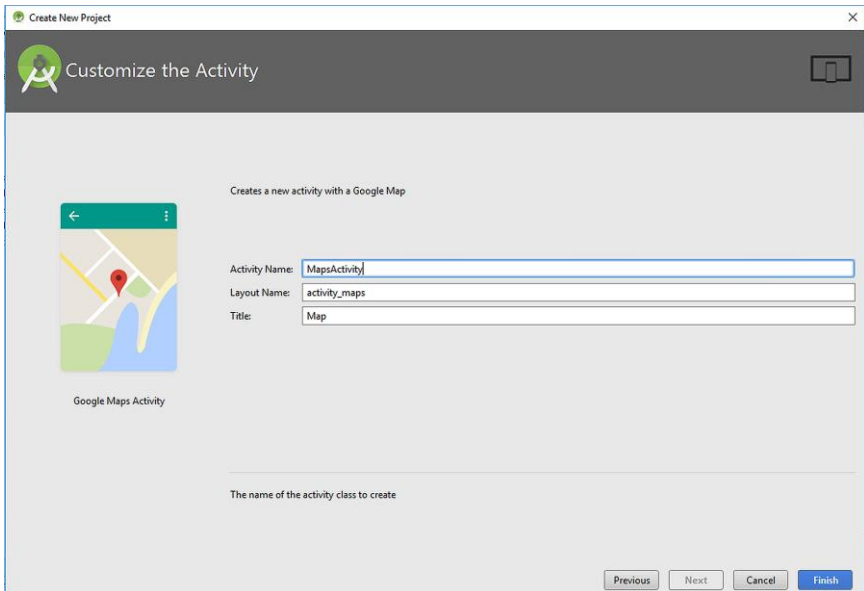 Create New Project
Customize the Activity
Creates a new activity with a Google Map
Activity Name: MapsActivity
Layout Name: activity_maps
Title: Map
Google Maps Activity
The name of the activity class to create
Previous Next Cancel Finish